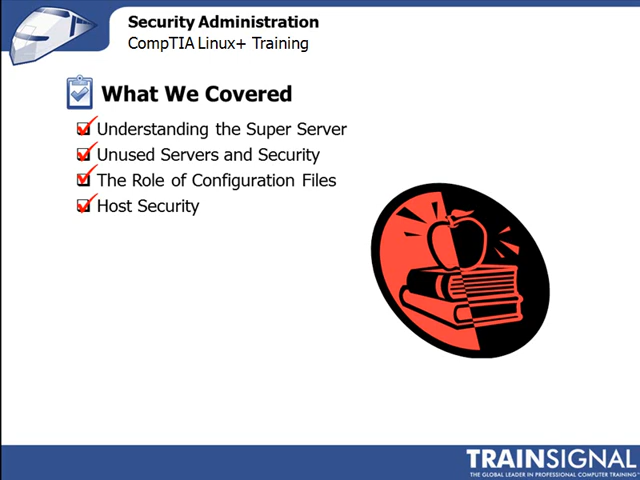 Security Administration
CompTIA Linux+ Training
What We Covered
Understanding the Super Server
Unused Servers and Security
The Role of Configuration Files
Host Security
TRAINSIGNAL
THE GLOBAL LEADER IN PROFESSIONAL COMPUTER TRAINING